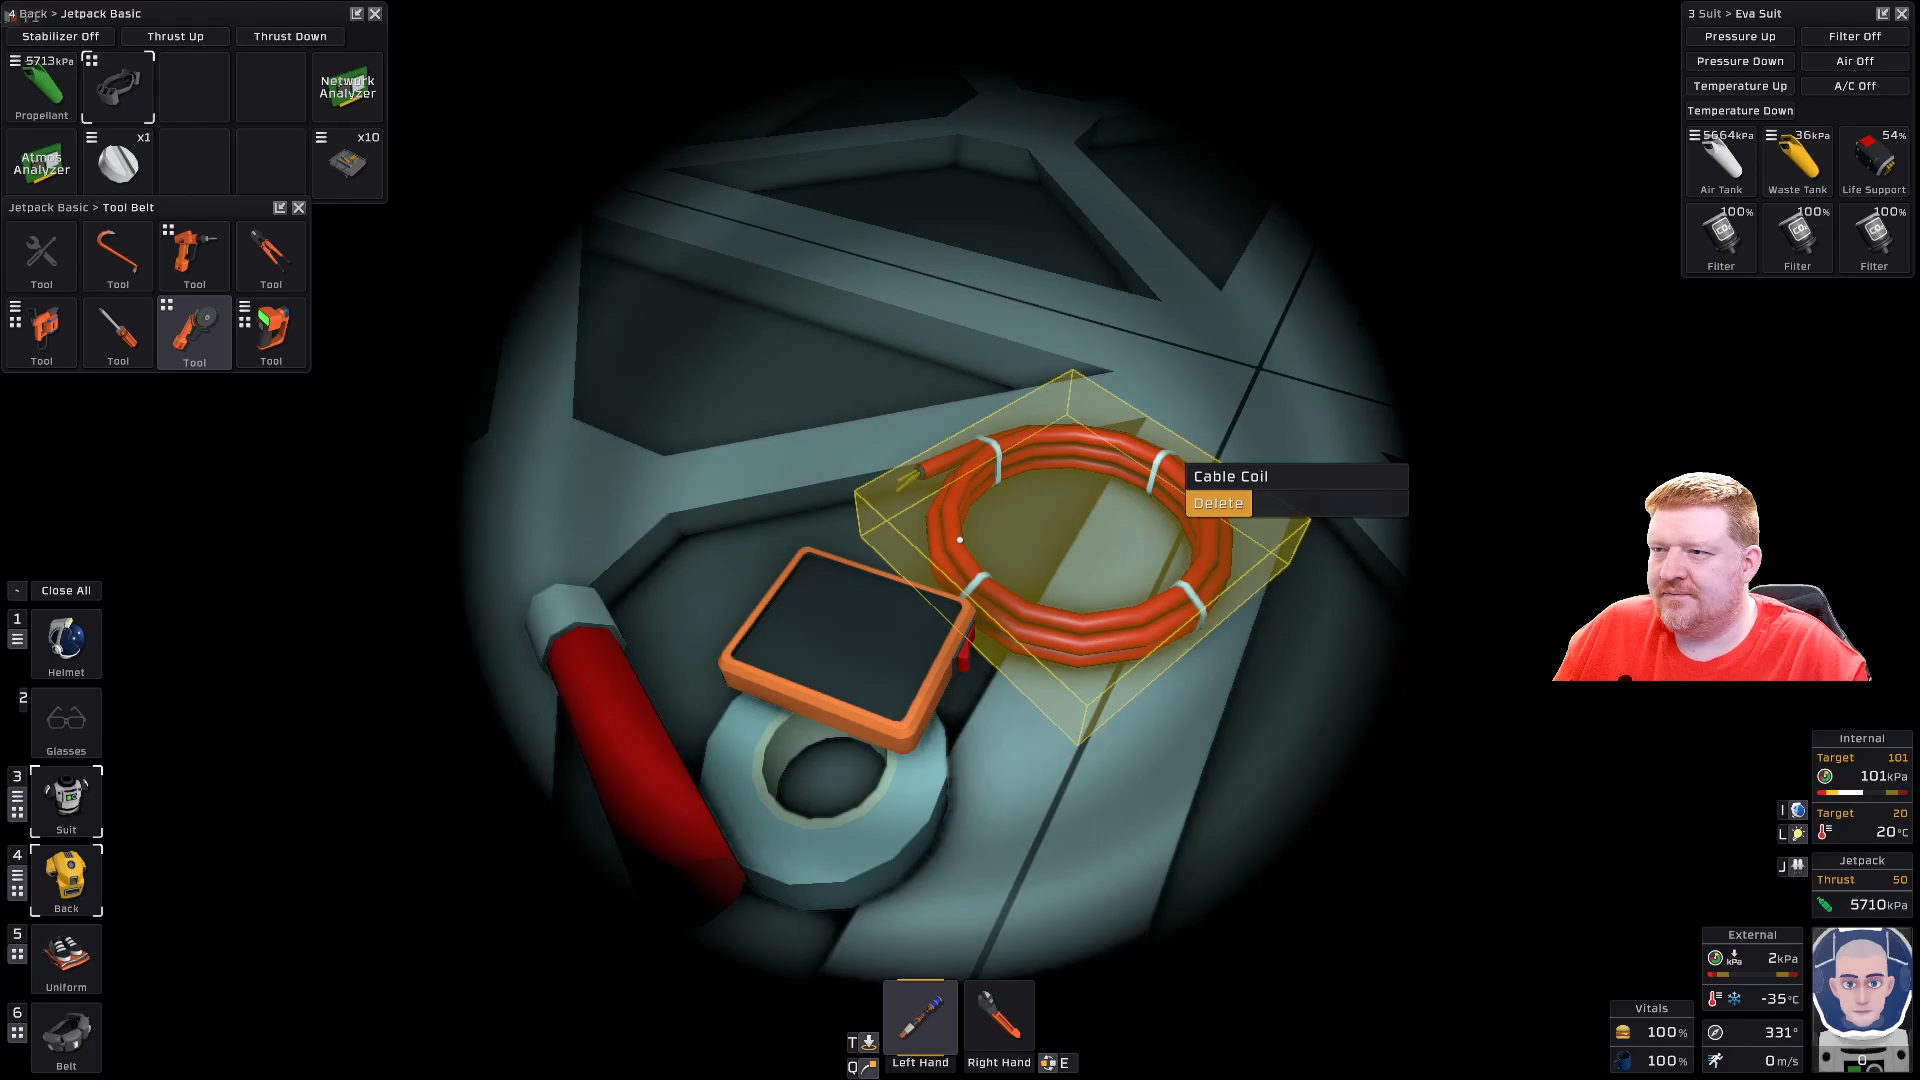 4 Back > Jetpack Basic
Stabilizer Off
Thrust Up
Thrust Down
5713kPa
Propellant
Network Analyzer
Atmos Analyzer
x1
x10
Jetpack Basic > Tool Belt
Tool
Tool
Tool
Tool
Tool
Tool
Tool
Tool
3 Suit > Eva Suit
Pressure Up
Filter Off
Pressure Down
Air Off
Temperature Up
A/C Off
Temperature Down
5664kPa
36kPa
54%
Air Tank
Waste Tank
Life Support
100%
100%
100%
CO₂
CO₂
CO₂
Filter
Filter
Filter
Cable Coil
Delete
~
Close All
1
Helmet
2
Glasses
3
Suit
4
Back
5
Uniform
6
Belt
T
Q
Left Hand
Right Hand
E
Internal
Target 101
101kPa
Target 20
20°C
I
L
J
Jetpack
Thrust 50
5710kPa
External
kPa
2kPa
-35°C
331°
0m/s
Vitals
100%
100%
0